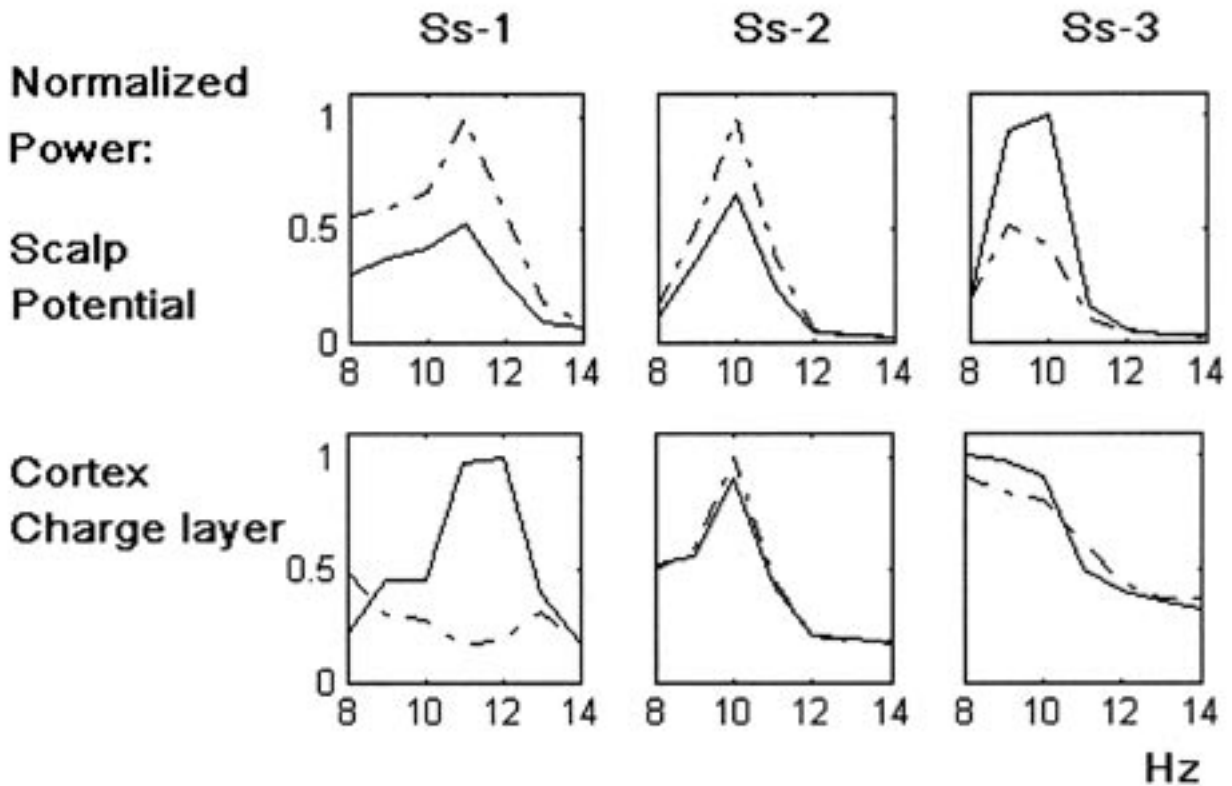 Ss-1 Ss-2 Ss-3
Normalized
Power:
Scalp
Potential
1
0.5
0
8 10 12 14 8 10 12 14 8 10 12 14
Cortex
Charge layer
1
0.5
0
8 10 12 14 8 10 12 14 8 10 12 14
Hz